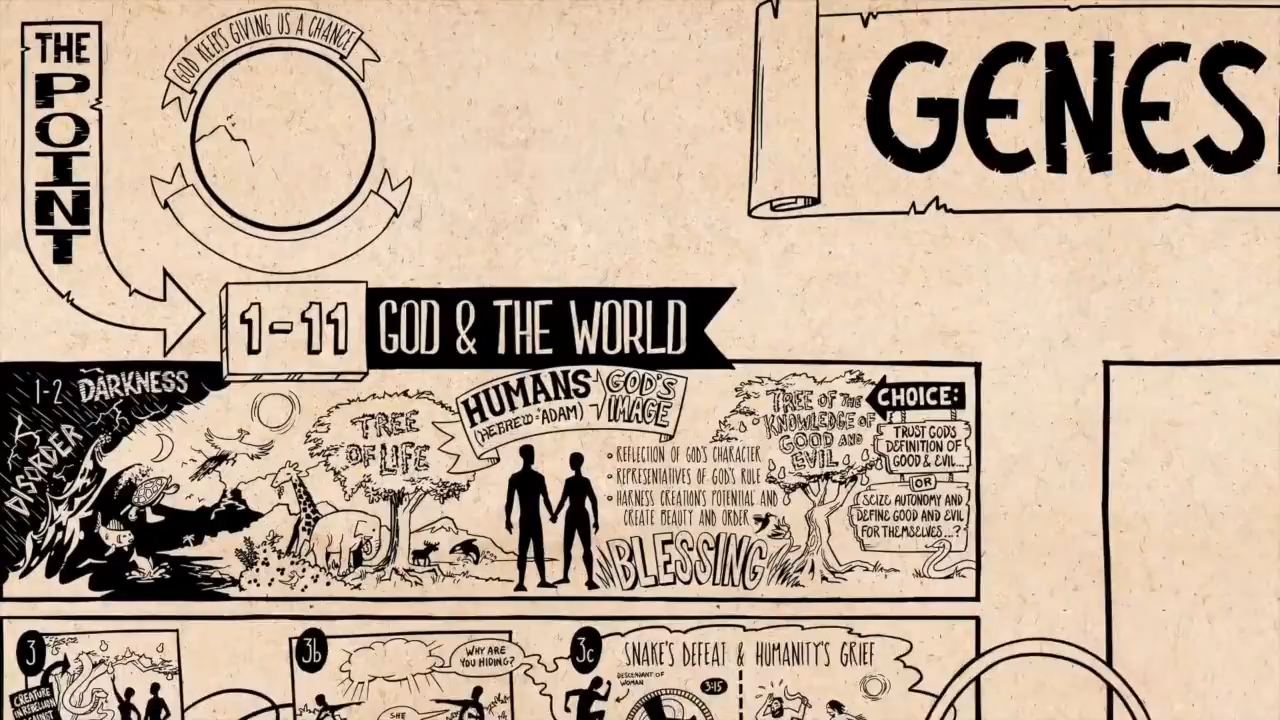 THE
POINT
GOD KEEPS GIVING US A CHANCE
GENES
1-11 GOD & THE WORLD
1-2 DARKNESS
DISORDER
TREE
OF LIFE
HUMANS
(HEBREW="ADAM)
GOD'S
IMAGE
• REFLECTION OF GOD'S CHARACTER
• REPRESENTATIVES OF GOD'S RULE
• HARNESS CREATION'S POTENTIAL AND
CREATE BEAUTY AND ORDER
BLESSING
TREE OF THE
KNOWLEDGE OF
GOOD AND
EVIL
CHOICE:
TRUST GOD'S
DEFINITION OF
GOOD & EVIL...
OR
SEIZE AUTONOMY AND
DEFINE GOOD AND EVIL
FOR THEMSELVES...?
3
CREATURE
IN REBELLION
AGAINST
3b
WHY ARE
YOU HIDING?
SHE
3c
SNAKE'S DEFEAT & HUMANITY'S GRIEF
DESCENDANT OF
WOMAN
3:15